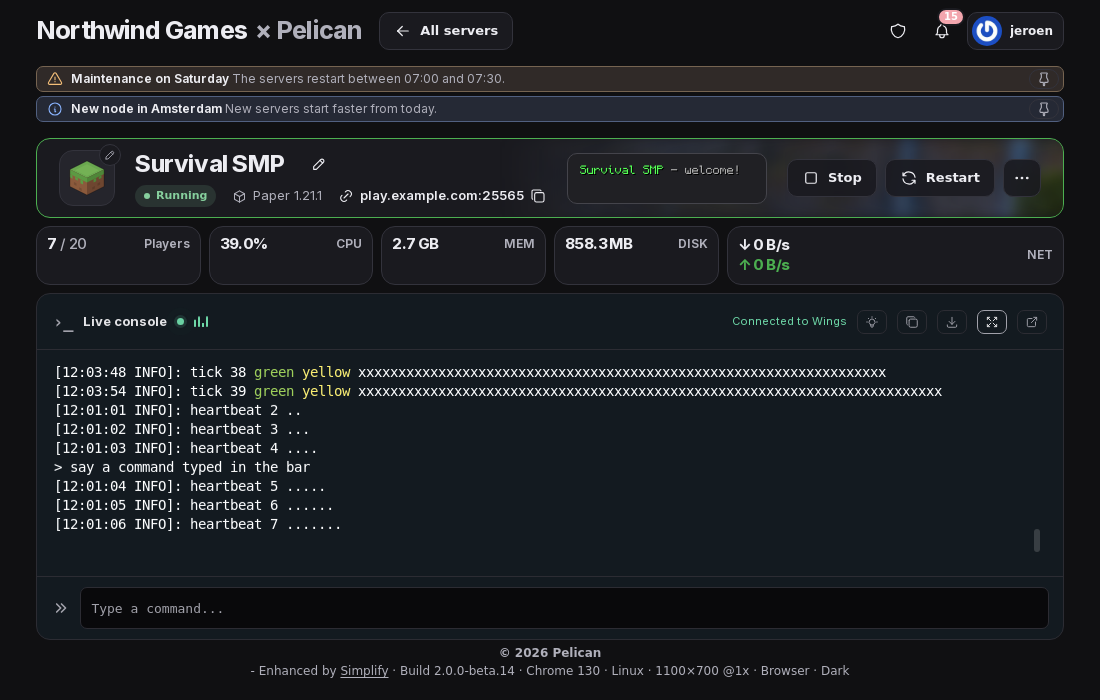 Northwind Games × Pelican
All servers
15
jeroen
Maintenance on Saturday The servers restart between 07:00 and 07:30.
New node in Amsterdam New servers start faster from today.
Survival SMP
Running
Paper 1.21.1
play.example.com:25565
Survival SMP — welcome!
Stop
Restart
7 / 20 Players
39.0% CPU
2.7 GB MEM
858.3 MB DISK
↓ 0 B/s
↑ 0 B/s
NET
Live console
Connected to Wings
[12:03:48 INFO]: tick 38 green yellow xxxxxxxxxxxxxxxxxxxxxxxxxxxxxxxxxxxxxxxxxxxxxxxxxxxxxxxxxxxxxxxxxx
[12:03:54 INFO]: tick 39 green yellow xxxxxxxxxxxxxxxxxxxxxxxxxxxxxxxxxxxxxxxxxxxxxxxxxxxxxxxxxxxxxxxxxxxxxxxxx
[12:01:01 INFO]: heartbeat 2 ..
[12:01:02 INFO]: heartbeat 3 ...
[12:01:03 INFO]: heartbeat 4 ....
> say a command typed in the bar
[12:01:04 INFO]: heartbeat 5 .....
[12:01:05 INFO]: heartbeat 6 ......
[12:01:06 INFO]: heartbeat 7 .......
Type a command...
© 2026 Pelican
- Enhanced by Simplify · Build 2.0.0-beta.14 · Chrome 130 · Linux · 1100×700 @1x · Browser · Dark